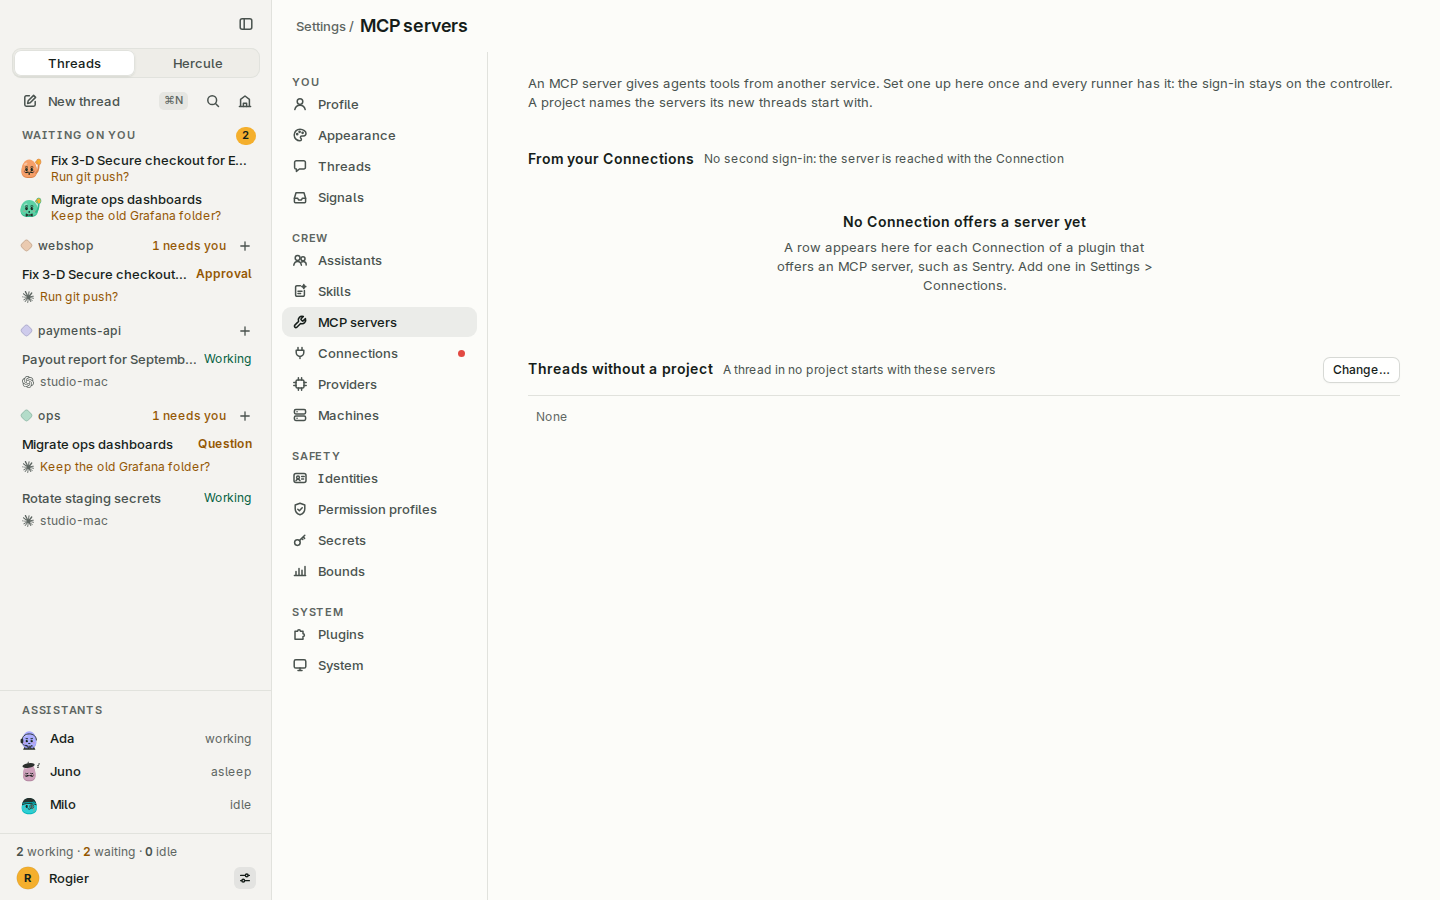 Threads
Hercule
New thread
⌘N
WAITING ON YOU
2
Fix 3-D Secure checkout for E...
Run git push?
Migrate ops dashboards
Keep the old Grafana folder?
webshop
1 needs you
Fix 3-D Secure checkout...
Approval
Run git push?
payments-api
Payout report for Septemb...
Working
studio-mac
ops
1 needs you
Migrate ops dashboards
Question
Keep the old Grafana folder?
Rotate staging secrets
Working
studio-mac
ASSISTANTS
Ada
working
Juno
asleep
Milo
idle
2 working · 2 waiting · 0 idle
R
Rogier
Settings / MCP servers
YOU
Profile
Appearance
Threads
Signals
CREW
Assistants
Skills
MCP servers
Connections
Providers
Machines
SAFETY
Identities
Permission profiles
Secrets
Bounds
SYSTEM
Plugins
System
An MCP server gives agents tools from another service. Set one up here once and every runner has it: the sign-in stays on the controller.
A project names the servers its new threads start with.
From your Connections
No second sign-in: the server is reached with the Connection
No Connection offers a server yet
A row appears here for each Connection of a plugin that
offers an MCP server, such as Sentry. Add one in Settings >
Connections.
Threads without a project
A thread in no project starts with these servers
Change...
None